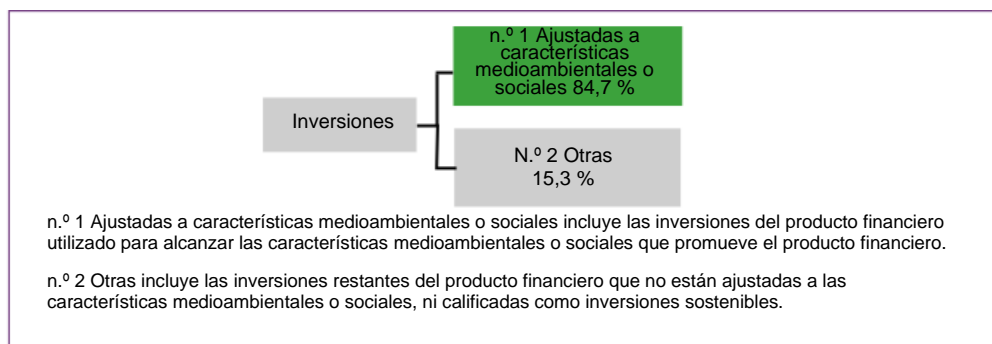 n.º 1 Ajustadas a
características
medioambientales o
sociales 84,7 %
Inversiones
N.º 2 Otras
15,3 %
n.º 1 Ajustadas a características medioambientales o sociales incluye las inversiones del producto financiero
utilizado para alcanzar las características medioambientales o sociales que promueve el producto financiero.
n.º 2 Otras incluye las inversiones restantes del producto financiero que no están ajustadas a las
características medioambientales o sociales, ni calificadas como inversiones sostenibles.